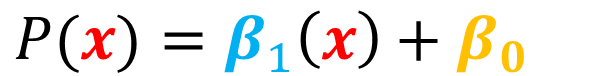 P(x) = β₁(x) + β₀